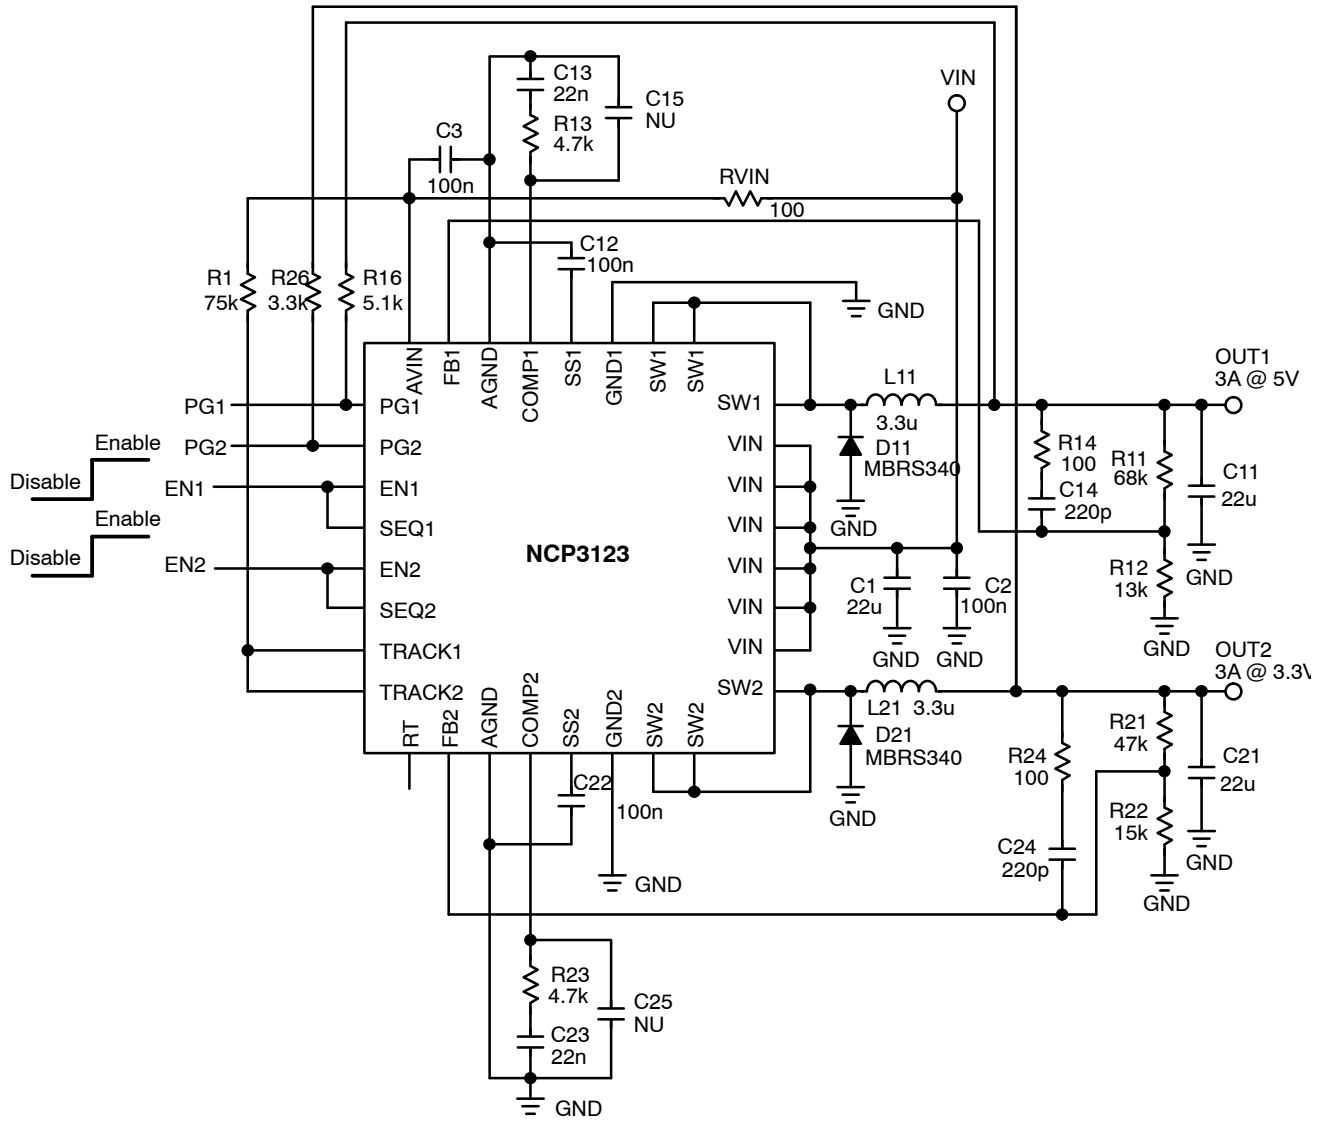 C13
22n
C15
NU
R13
4.7k
C3
100n
VIN
RVIN
100
C12
100n
R1
75k
R26
3.3k
R16
5.1k
GND
AVIN
FB1
AGND
COMP1
SS1
GND1
SW1
SW1
OUT1
3A @ 5V
L11
3.3u
PG1
PG1
SW1
PG2
PG2
VIN
D11
MBRS340
R14
100
R11
68k
C11
22u
Enable
Disable
EN1
EN1
VIN
C14
220p
GND
SEQ1
VIN
Enable
Disable
NCP3123
EN2
EN2
VIN
C1
22u
C2
100n
R12
13k
GND
SEQ2
VIN
TRACK1
VIN
GND
GND
GND
OUT2
3A @ 3.3V
TRACK2
SW2
L21 3.3u
RT
FB2
AGND
COMP2
SS2
GND2
SW2
SW2
D21
MBRS340
R21
47k
R24
100
C21
22u
C22
100n
GND
R22
15k
C24
220p
GND
GND
GND
R23
4.7k
C25
NU
C23
22n
GND